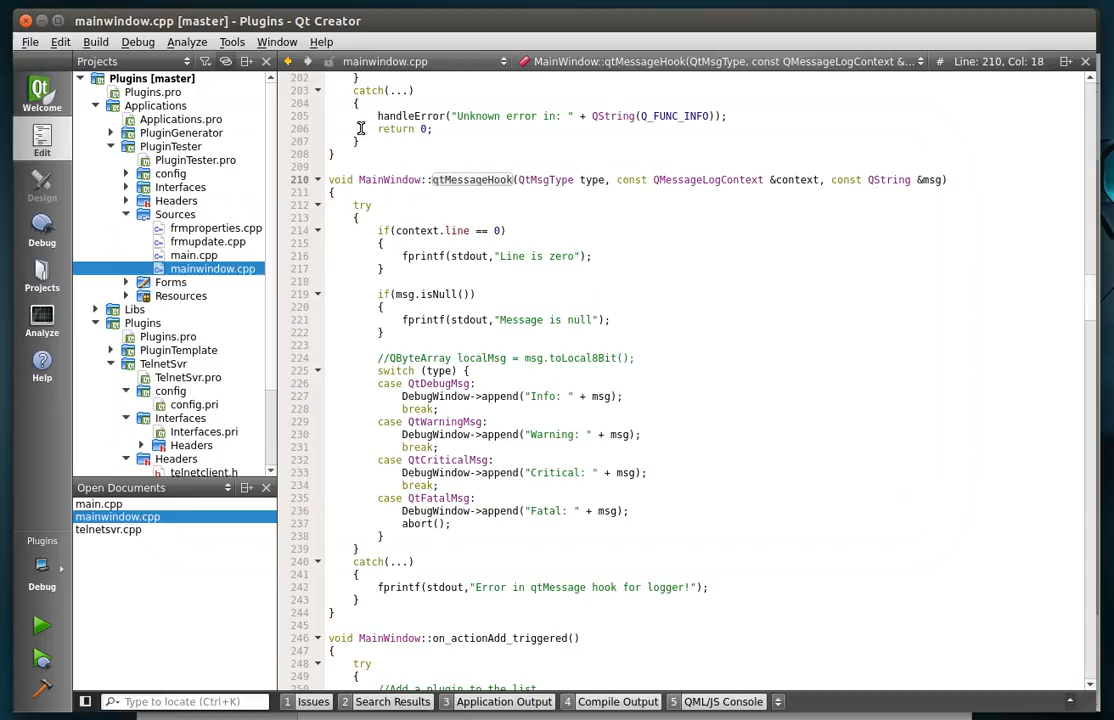 mainwindow.cpp [master] - Plugins - Qt Creator
File Edit Build Debug Analyze Tools Window Help
Projects
mainwindow.cpp
MainWindow::qtMessageHook(QtMsgType, const QMessageLogContext &...
# Line: 210, Col: 18
Qt
Welcome
Edit
Design
Debug
Projects
Analyze
Help
Plugins
Debug
Plugins [master]
Plugins.pro
Applications
Applications.pro
PluginGenerator
PluginTester
PluginTester.pro
config
Interfaces
Headers
Sources
frmproperties.cpp
frmupdate.cpp
main.cpp
mainwindow.cpp
Forms
Resources
Libs
Plugins
Plugins.pro
PluginTemplate
TelnetSvr
TelnetSvr.pro
config
config.pri
Interfaces
Interfaces.pri
Headers
Headers
telnetclient.h
Open Documents
main.cpp
mainwindow.cpp
telnetsvr.cpp
202 }
203 catch(...)
204 {
205 handleError("Unknown error in: " + QString(Q_FUNC_INFO));
206 return 0;
207 }
208 }
209
210 void MainWindow::qtMessageHook(QtMsgType type, const QMessageLogContext &context, const QString &msg)
211 {
212 try
213 {
214 if(context.line == 0)
215 {
216 fprintf(stdout,"Line is zero");
217 }
218
219 if(msg.isNull())
220 {
221 fprintf(stdout,"Message is null");
222 }
223
224 //QByteArray localMsg = msg.toLocal8Bit();
225 switch (type) {
226 case QtDebugMsg:
227 DebugWindow->append("Info: " + msg);
228 break;
229 case QtWarningMsg:
230 DebugWindow->append("Warning: " + msg);
231 break;
232 case QtCriticalMsg:
233 DebugWindow->append("Critical: " + msg);
234 break;
235 case QtFatalMsg:
236 DebugWindow->append("Fatal: " + msg);
237 abort();
238 }
239 }
240 catch(...)
241 {
242 fprintf(stdout,"Error in qtMessage hook for logger!");
243 }
244 }
245
246 void MainWindow::on_actionAdd_triggered()
247 {
248 try
249 {
250 //Add a plugin to the list
Type to locate (Ctrl+K)
1 Issues 2 Search Results 3 Application Output 4 Compile Output 5 QML/JS Console